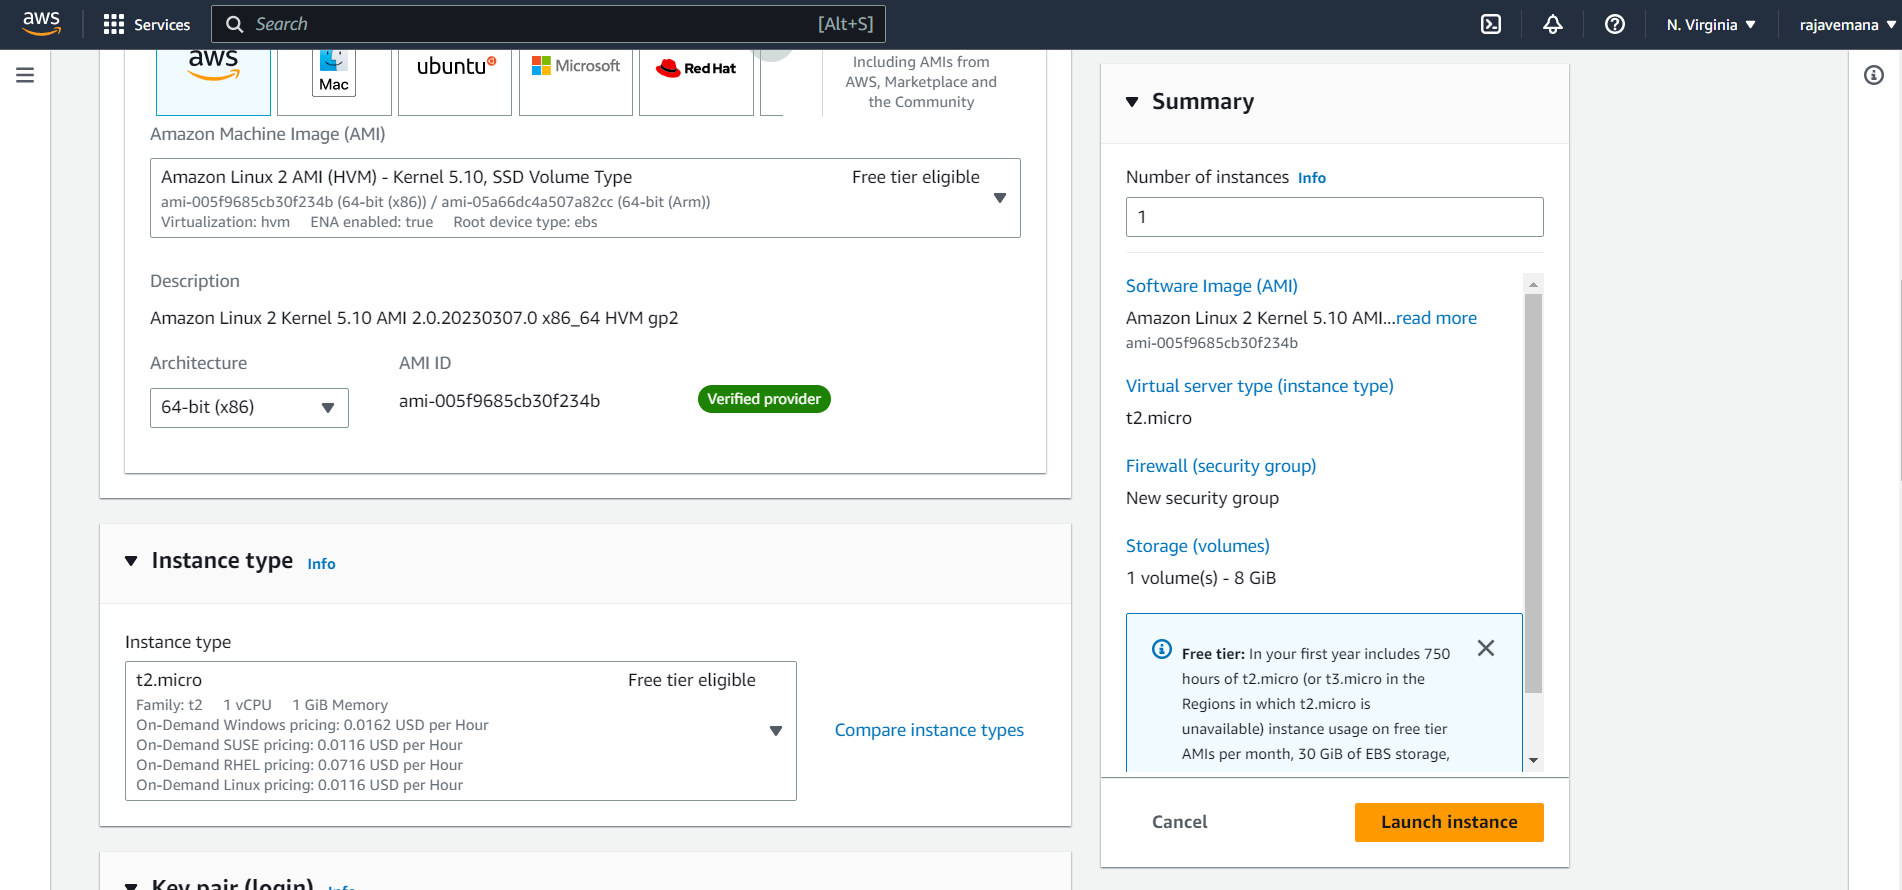 aws
Services
Search
[Alt+S]
N. Virginia
rajavemana
aws
Mac
ubuntu
Microsoft
Red Hat
Including AMIs from
AWS, Marketplace and
the Community
Amazon Machine Image (AMI)
Amazon Linux 2 AMI (HVM) - Kernel 5.10, SSD Volume Type
Free tier eligible
ami-005f9685cb30f234b (64-bit (x86)) / ami-05a66dc4a507a82cc (64-bit (Arm))
Virtualization: hvm ENA enabled: true Root device type: ebs
Description
Amazon Linux 2 Kernel 5.10 AMI 2.0.20230307.0 x86_64 HVM gp2
Architecture
AMI ID
64-bit (x86)
ami-005f9685cb30f234b
Verified provider
Instance type Info
Instance type
t2.micro
Free tier eligible
Family: t2 1 vCPU 1 GiB Memory
On-Demand Windows pricing: 0.0162 USD per Hour
On-Demand SUSE pricing: 0.0116 USD per Hour
On-Demand RHEL pricing: 0.0716 USD per Hour
On-Demand Linux pricing: 0.0116 USD per Hour
Compare instance types
Key pair (login) Info
Summary
Number of instances Info
1
Software Image (AMI)
Amazon Linux 2 Kernel 5.10 AMI...read more
ami-005f9685cb30f234b
Virtual server type (instance type)
t2.micro
Firewall (security group)
New security group
Storage (volumes)
1 volume(s) - 8 GiB
Free tier: In your first year includes 750
hours of t2.micro (or t3.micro in the
Regions in which t2.micro is
unavailable) instance usage on free tier
AMIs per month, 30 GiB of EBS storage,
Cancel
Launch instance